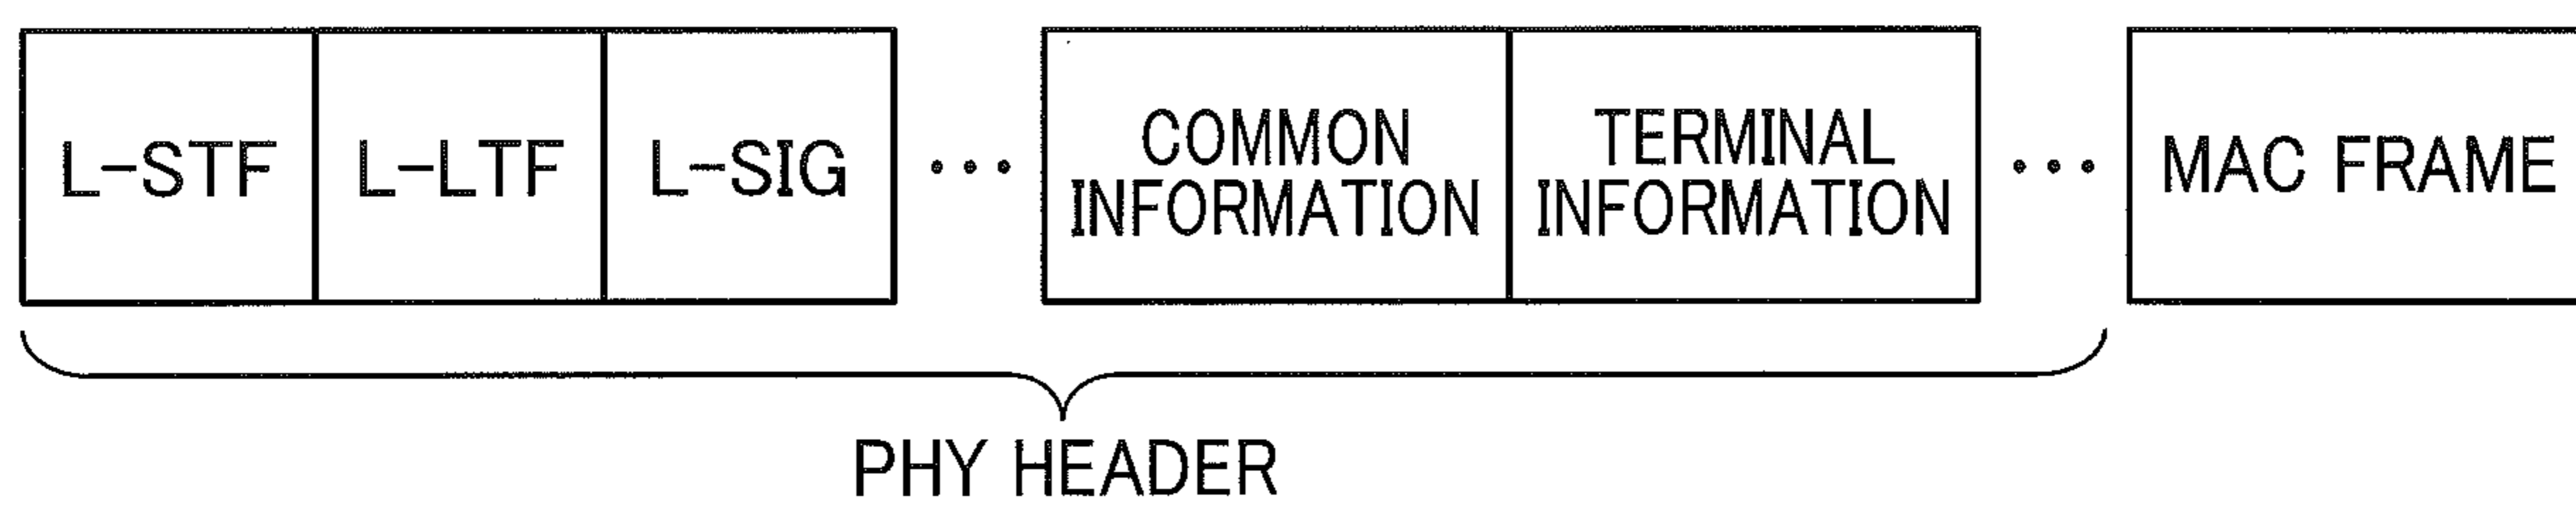 L-STF L-LTF L-SIG ••• COMMON INFORMATION TERMINAL INFORMATION ••• MAC FRAME
PHY HEADER